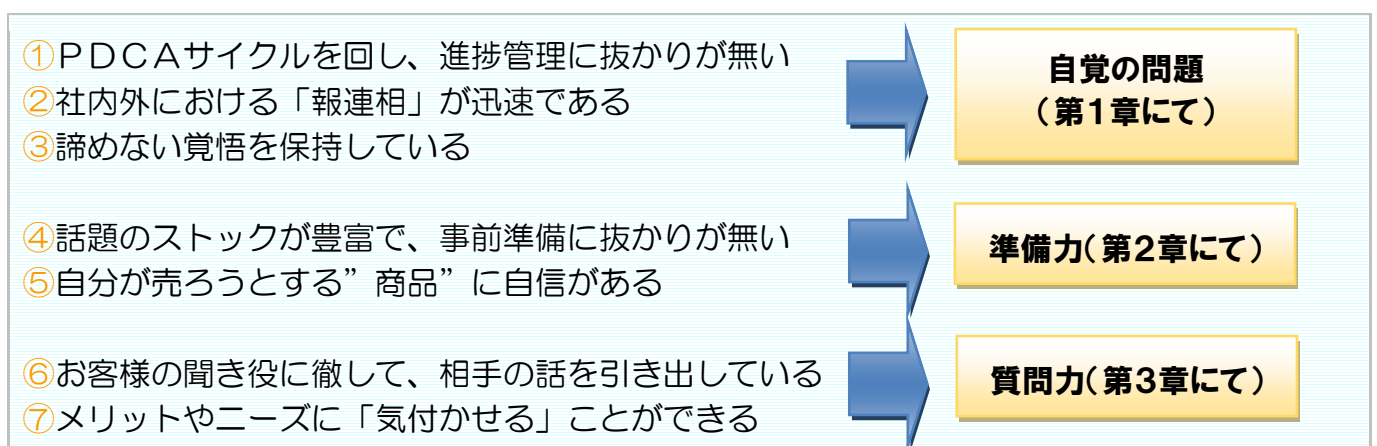 ①ＰＤＣＡサイクルを回し、進捗管理に抜かりが無い
②社内外における「報連相」が迅速である
③諦めない覚悟を保持している
自覚の問題
（第１章にて）
④話題のストックが豊富で、事前準備に抜かりが無い
⑤自分が売ろうとする”商品”に自信がある
準備力（第２章にて）
⑥お客様の聞き役に徹して、相手の話を引き出している
⑦メリットやニーズに「気付かせる」ことができる
質問力（第３章にて）